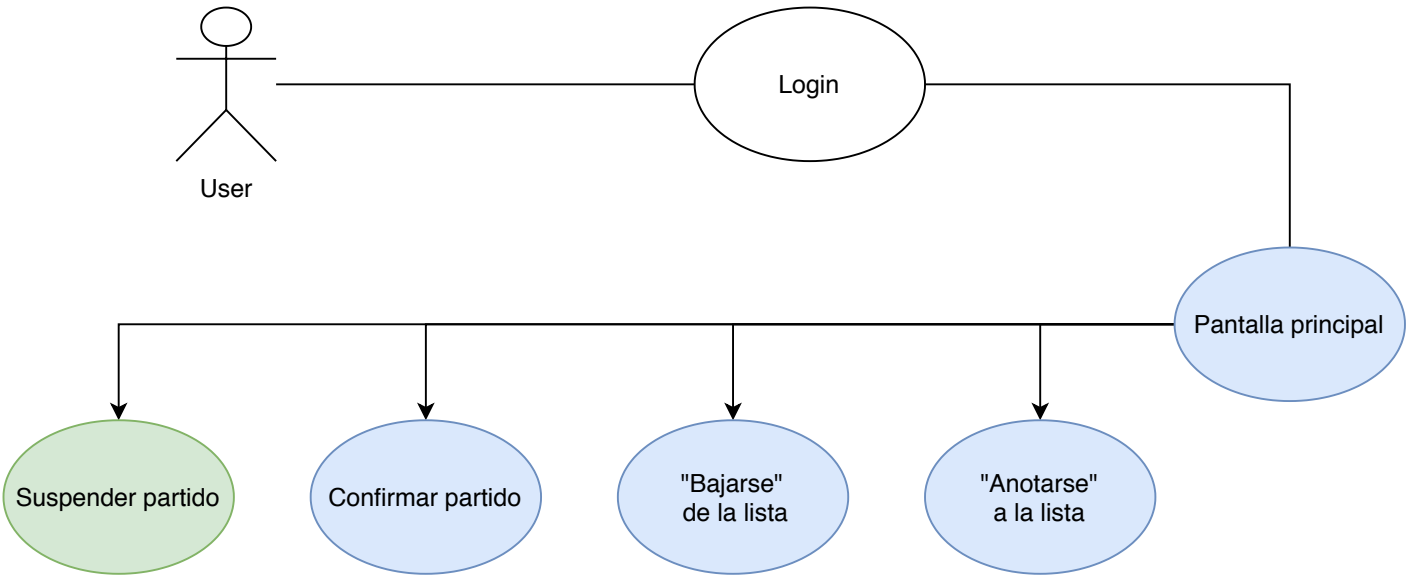 Login
User
Pantalla principal
Suspender partido
Confirmar partido
"Bajarse"
de la lista
"Anotarse"
a la lista